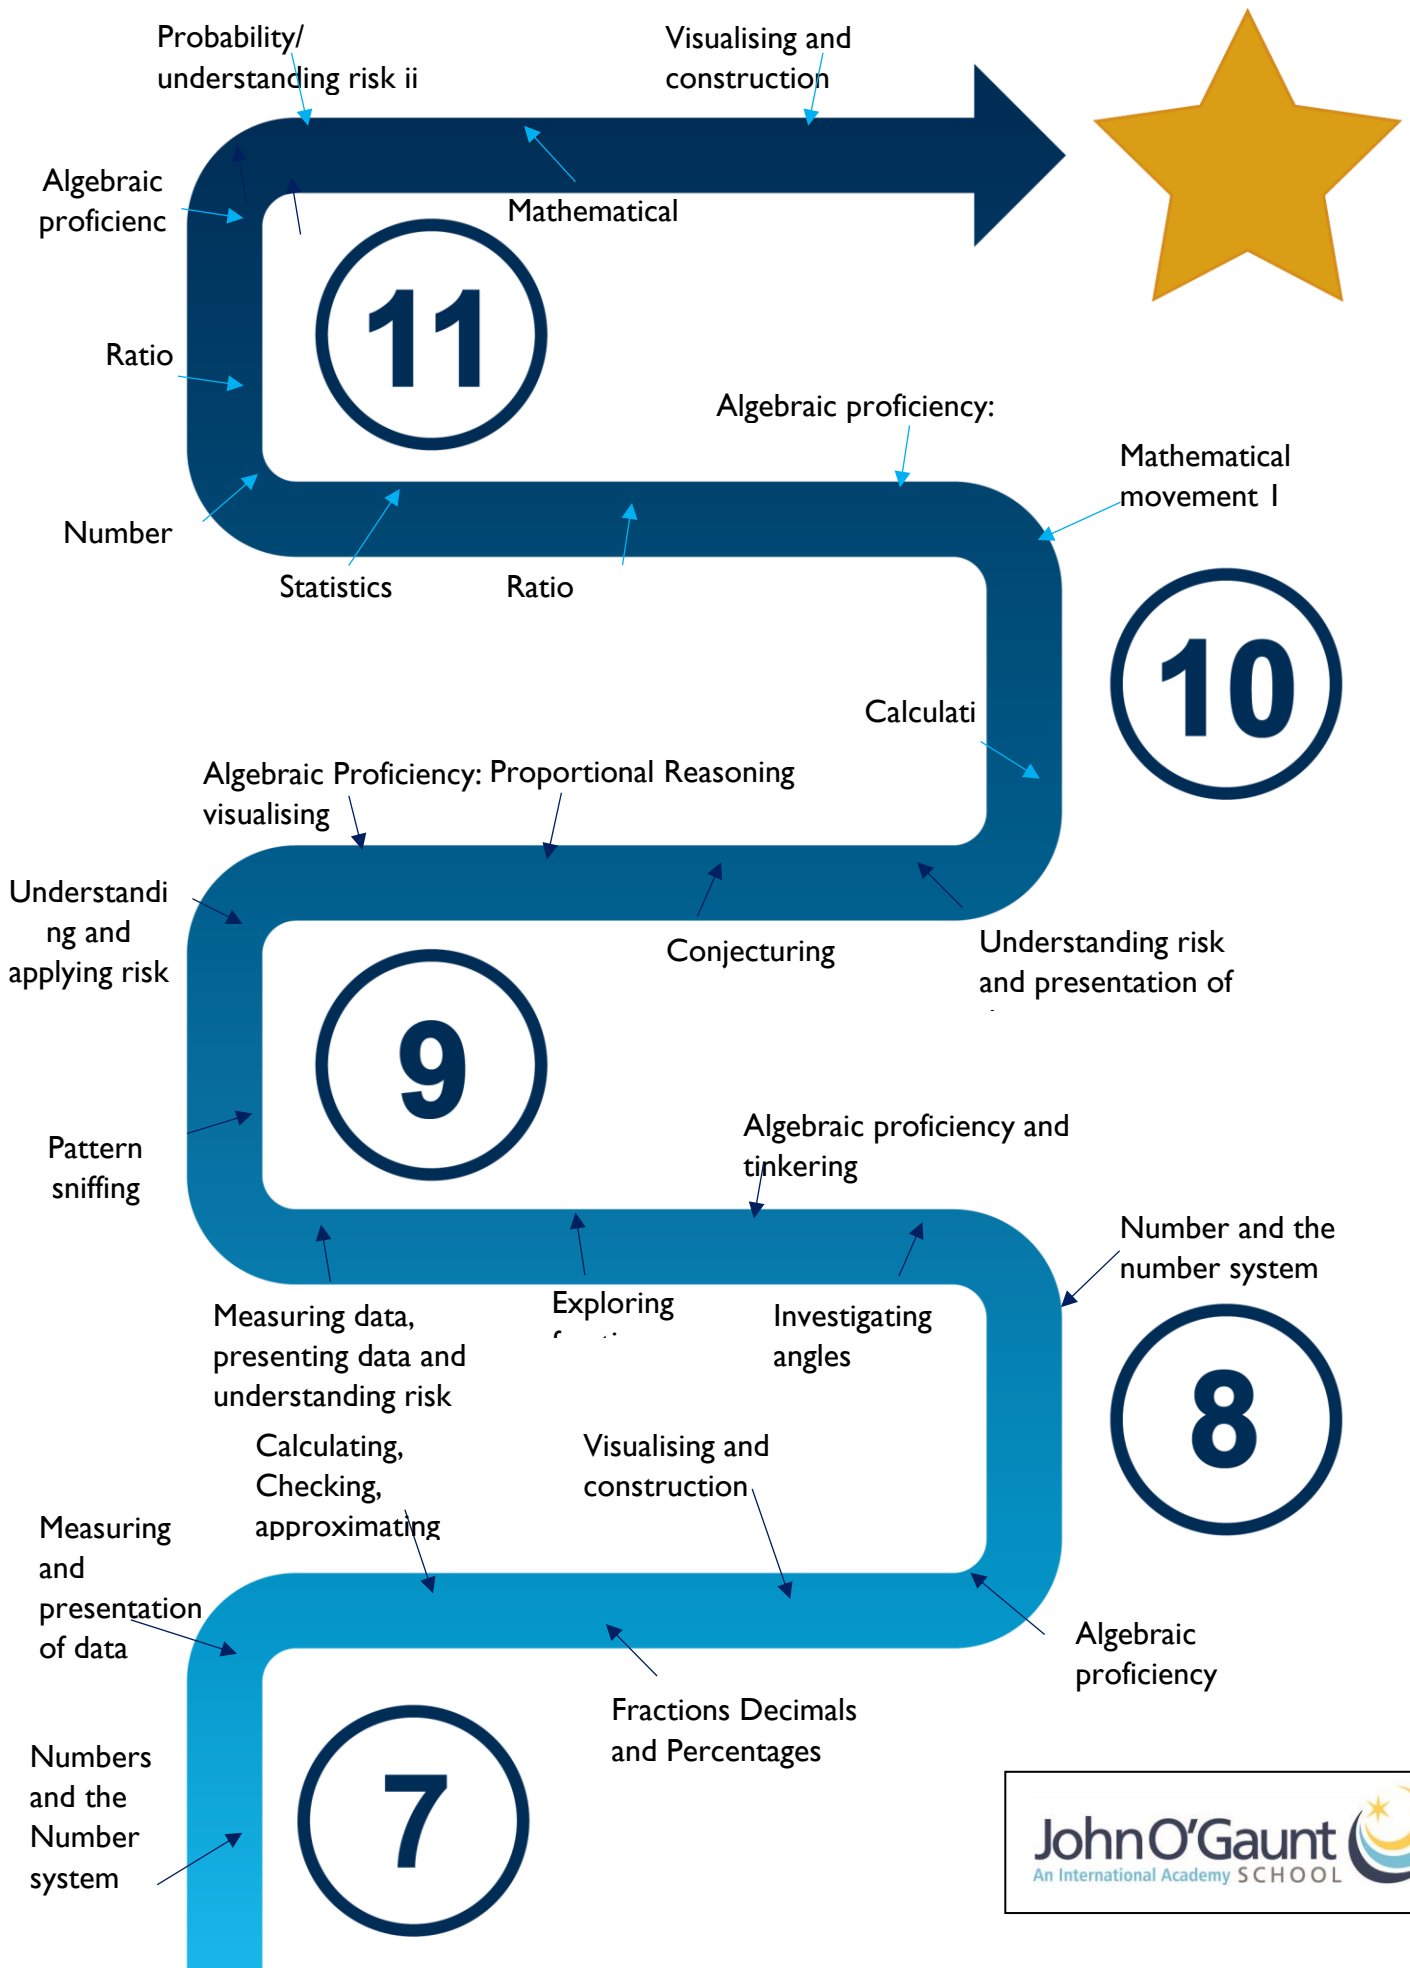 Probability/
understanding risk ii
Visualising and
construction
Algebraic
proficienc
Mathematical
11
Ratio
Algebraic proficiency:
Mathematical
movement 1
Number
Statistics
Ratio
10
Calculati
Algebraic Proficiency:
visualising
Proportional Reasoning
Understandi
ng and
applying risk
Conjecturing
Understanding risk
and presentation of
9
Pattern
sniffing
Algebraic proficiency and
tinkering
Number and the
number system
Measuring data,
presenting data and
understanding risk
Exploring
Investigating
angles
8
Calculating,
Checking,
approximating
Visualising and
construction
Measuring
and
presentation
of data
Algebraic
proficiency
Fractions Decimals
and Percentages
Numbers
and the
Number
system
7
John O'Gaunt
An International Academy SCHOOL